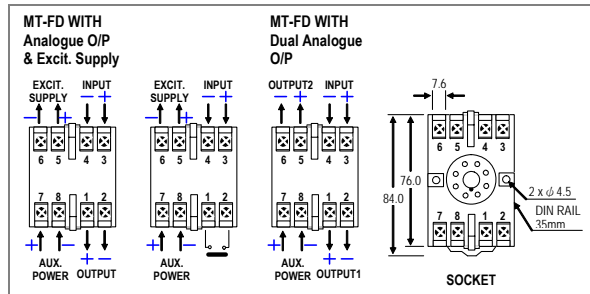 MT-FD WITH
Analogue O/P
& Excit. Supply
MT-FD WITH
Dual Analogue
O/P
EXCIT. SUPPLY INPUT
− + − +
6 5 4 3
7 8 1 2
+ − + −
AUX. POWER OUTPUT
EXCIT. SUPPLY INPUT
− + − +
6 5 4 3
7 8 1 2
+ −
AUX. POWER
OUTPUT2 INPUT
− + − +
6 5 4 3
7 8 1 2
+ − + −
AUX. POWER OUTPUT1
7.6
6 5 4 3
84.0
76.0
2 x φ 4.5
DIN RAIL
35mm
7 8 1 2
SOCKET